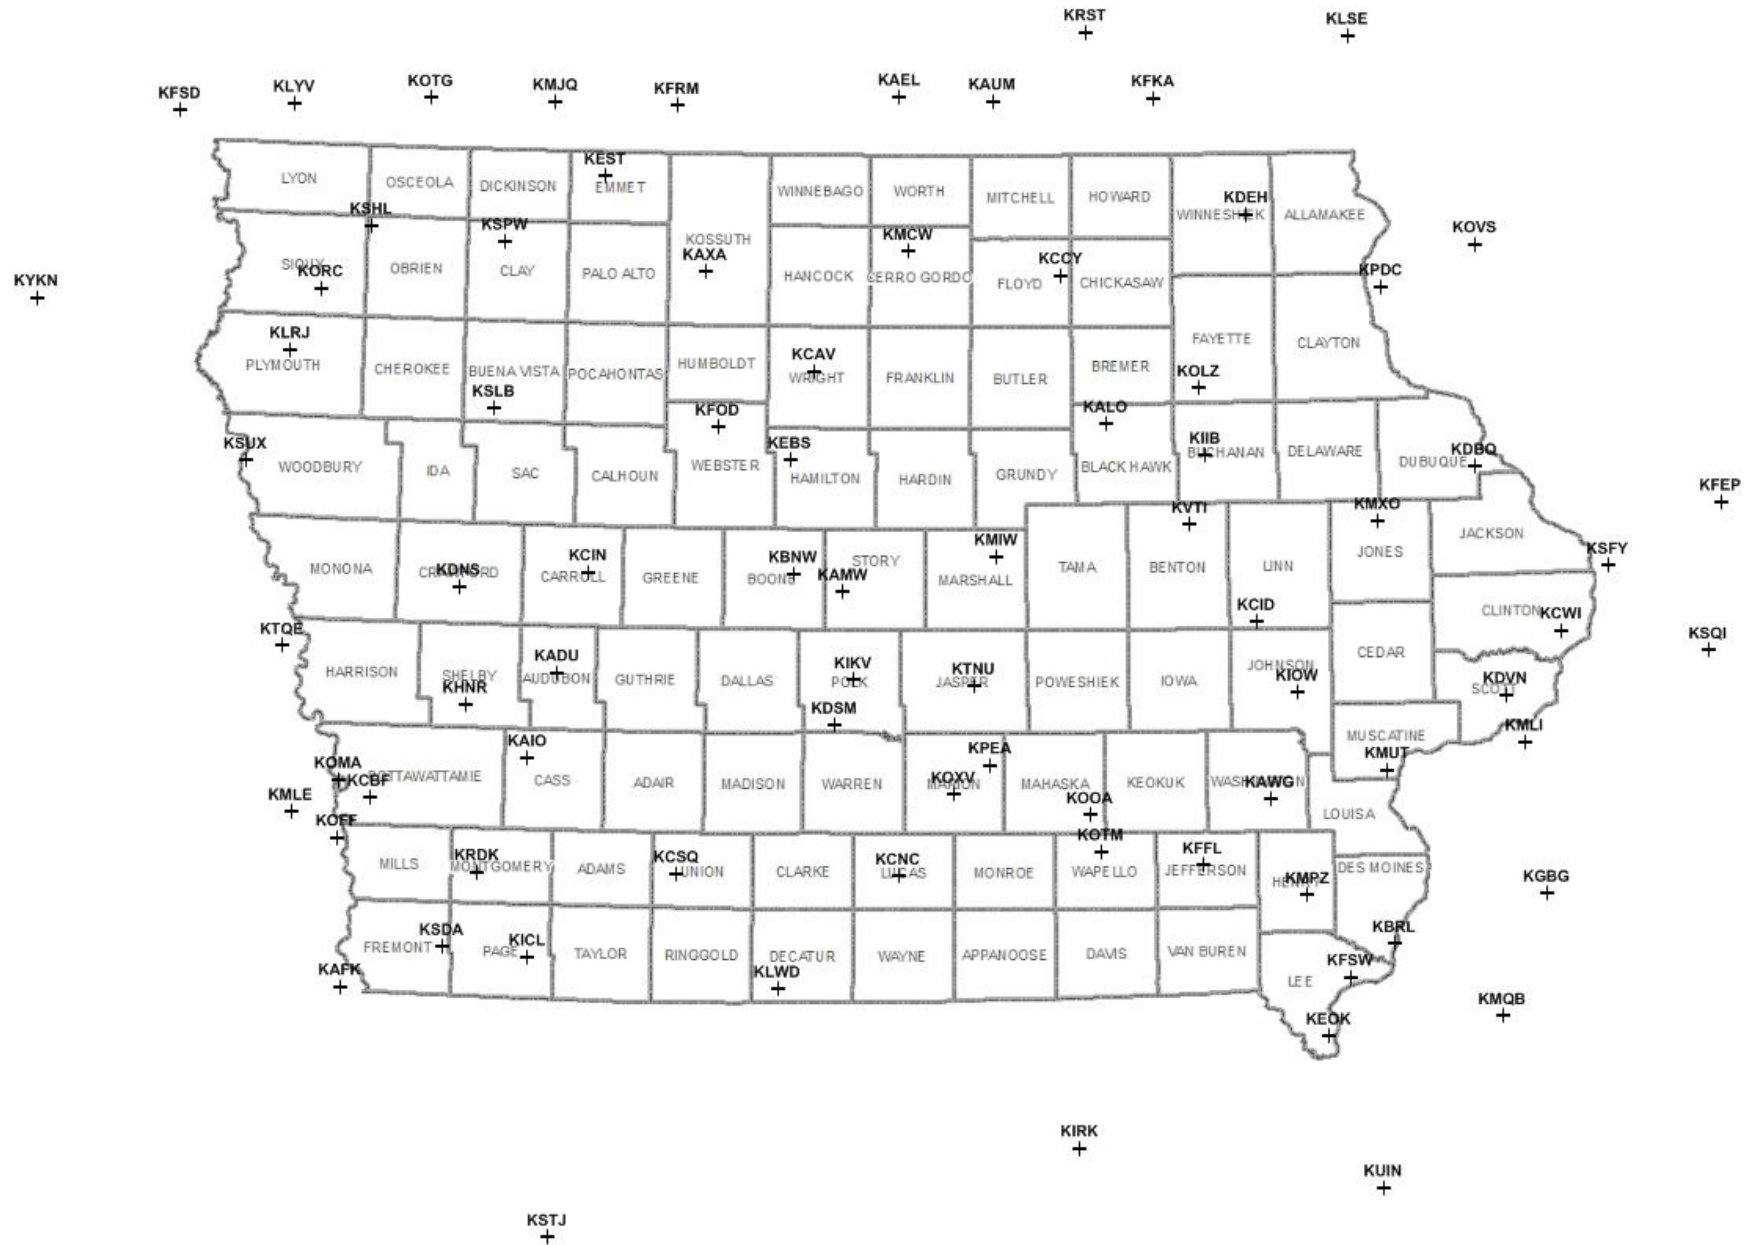 KRST
KLSE
KFSD
KLYV
KOTG
KMJQ
KFRM
KAEL
KAUM
KFKA
KEST
LYON
OSCEOLA
DICKINSON
EMMET
WINNEBAGO
WORTH
MITCHELL
HOWARD
KDEH
WINNESHIEK
ALLAMAKEE
KSHL
KSPW
KOSSUTH
KMCW
KOVS
KYKN
SIOUX
KORC
OBRIEN
CLAY
PALO ALTO
KAXA
HANCOCK
CERRO GORDO
FLOYD
KCCY
CHICKASAW
KPDC
KLRJ
PLYMOUTH
CHEROKEE
BUENA VISTA
POCAHONTAS
HUMBOLDT
KCAV
WRIGHT
FRANKLIN
BUTLER
BREMER
FAYETTE
CLAYTON
KSLB
KFOD
KALO
KOLZ
KSUX
WOODBURY
IDA
SAC
CALHOUN
WEBSTER
KEBS
HAMILTON
HARDIN
GRUNDY
BLACK HAWK
KIIB
BUCHANAN
DELAWARE
DUBUQUE
KDBQ
KFEP
KVTI
KMXO
MONONA
KDNS
CRAWFORD
KCIN
CARROLL
GREENE
KBNW
BOONE
STORY
KAMW
KMIW
MARSHALL
TAMA
BENTON
LINN
JONES
JACKSON
KSFY
KCID
CLINTON
KCWI
KTQE
HARRISON
SHELBY
KHNR
KADU
AUDUBON
GUTHRIE
DALLAS
KIKV
POLK
KTNU
JASPER
POWESHIEK
IOWA
JOHNSON
KIOW
CEDAR
KDVN
SCOTT
KSQI
KDSM
KMLI
KOMA
KCBF
POTTAWATTAMIE
KAIO
CASS
ADAIR
MADISON
WARREN
KPEA
KOXV
MARION
MAHASKA
KOOA
KEOKUK
WASHINGTON
KAWG
MUSCATINE
KMUT
LOUISA
KMLE
KOFF
MILLS
KRDK
MONTGOMERY
ADAMS
KCSQ
UNION
CLARKE
KCNC
LUCAS
MONROE
KOTM
WAPELLO
KFFL
JEFFERSON
HENRY
KMPZ
DES MOINES
KGBG
FREMONT
KSDA
PAGE
KICL
TAYLOR
RINGGOLD
DECATUR
KLWD
WAYNE
APPANOOSE
DAVIS
VAN BUREN
KBRL
KAFK
LEE
KFSW
KMQB
KEOK
KIRK
KUIN
KSTJ